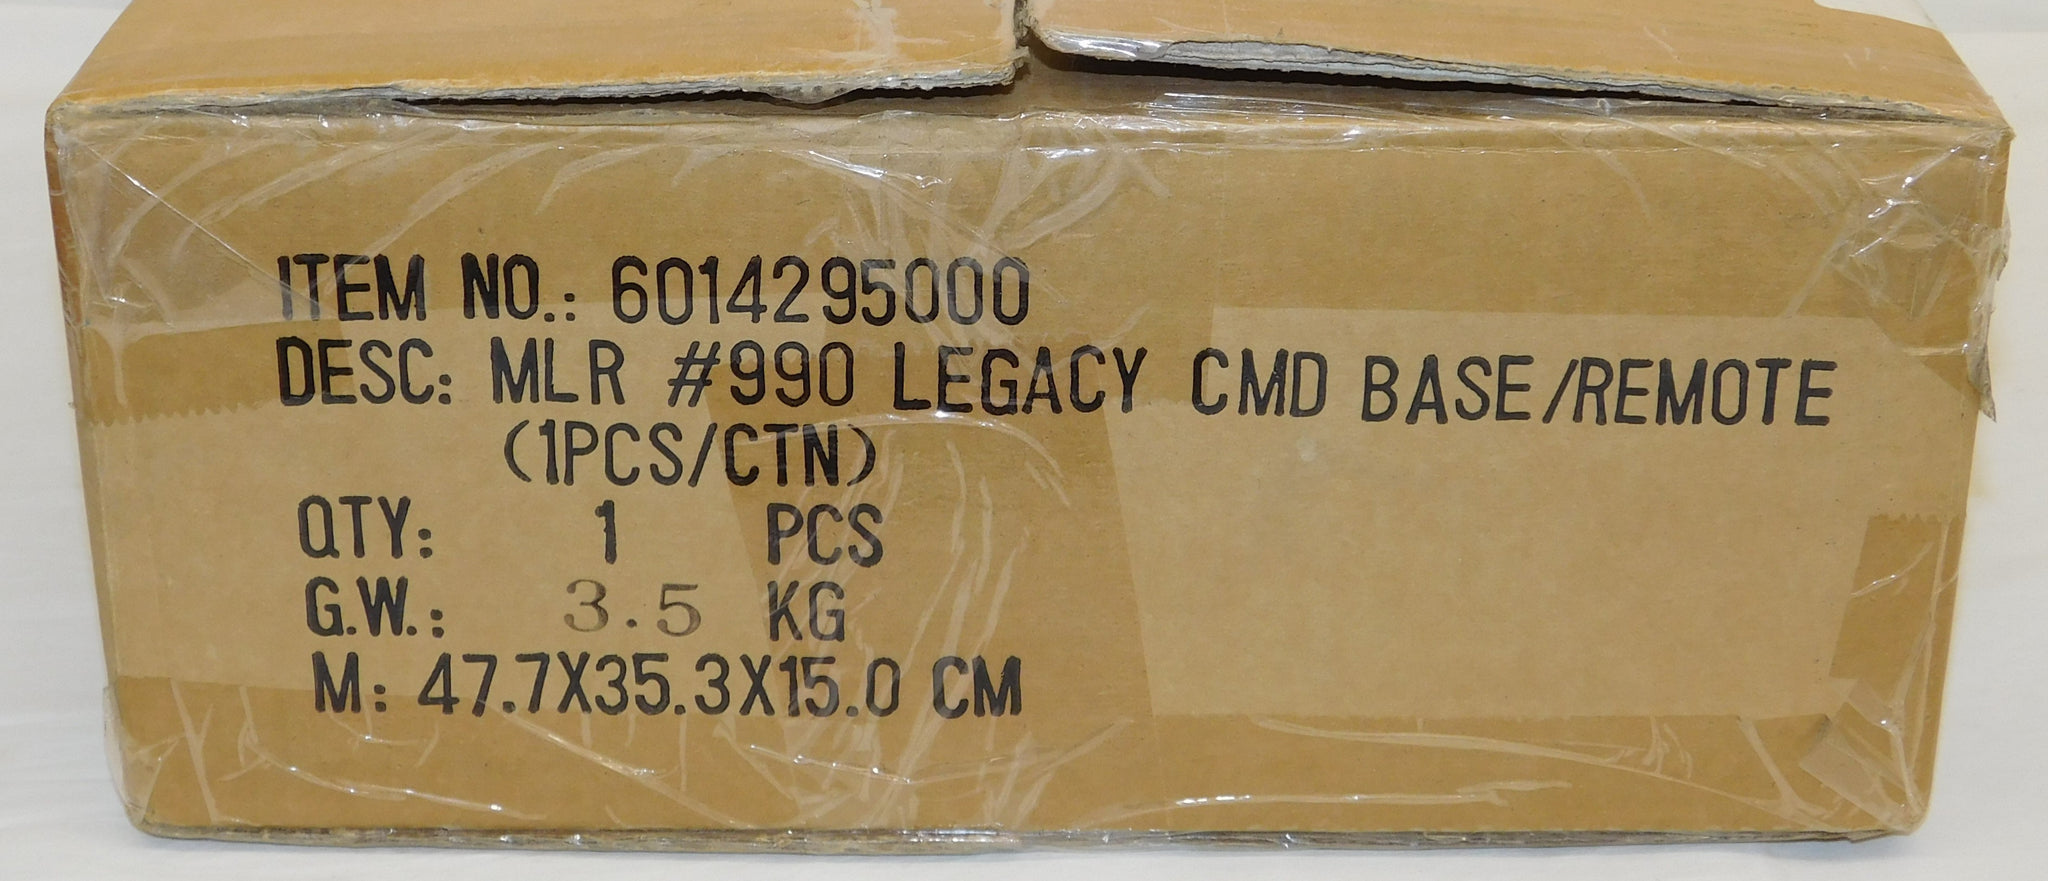 ITEM NO.: 6014295000
DESC: MLR #990 LEGACY CMD BASE/REMOTE
(1PCS/CTN)
QTY: 1 PCS
G.W.: 3.5 KG
M: 47.7X35.3X15.0 CM